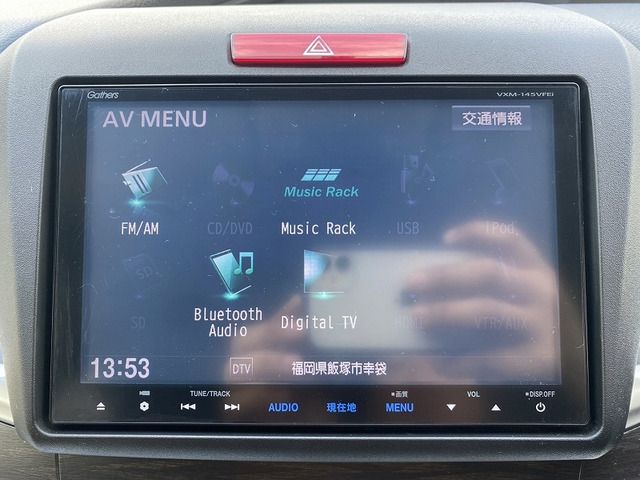 Gathers
VXM-145VFEi
AV MENU
交通情報
Music Rack
FM/AM
CD/DVD
Music Rack
USB
iPod
SD
Bluetooth
Audio
SD
Digital TV
HDMI
VTR/AUX
13:53
DTV
福岡県飯塚市幸袋
TUNE/TRACK
画質
VOL
DISP.OFF
AUDIO
現在地
MENU